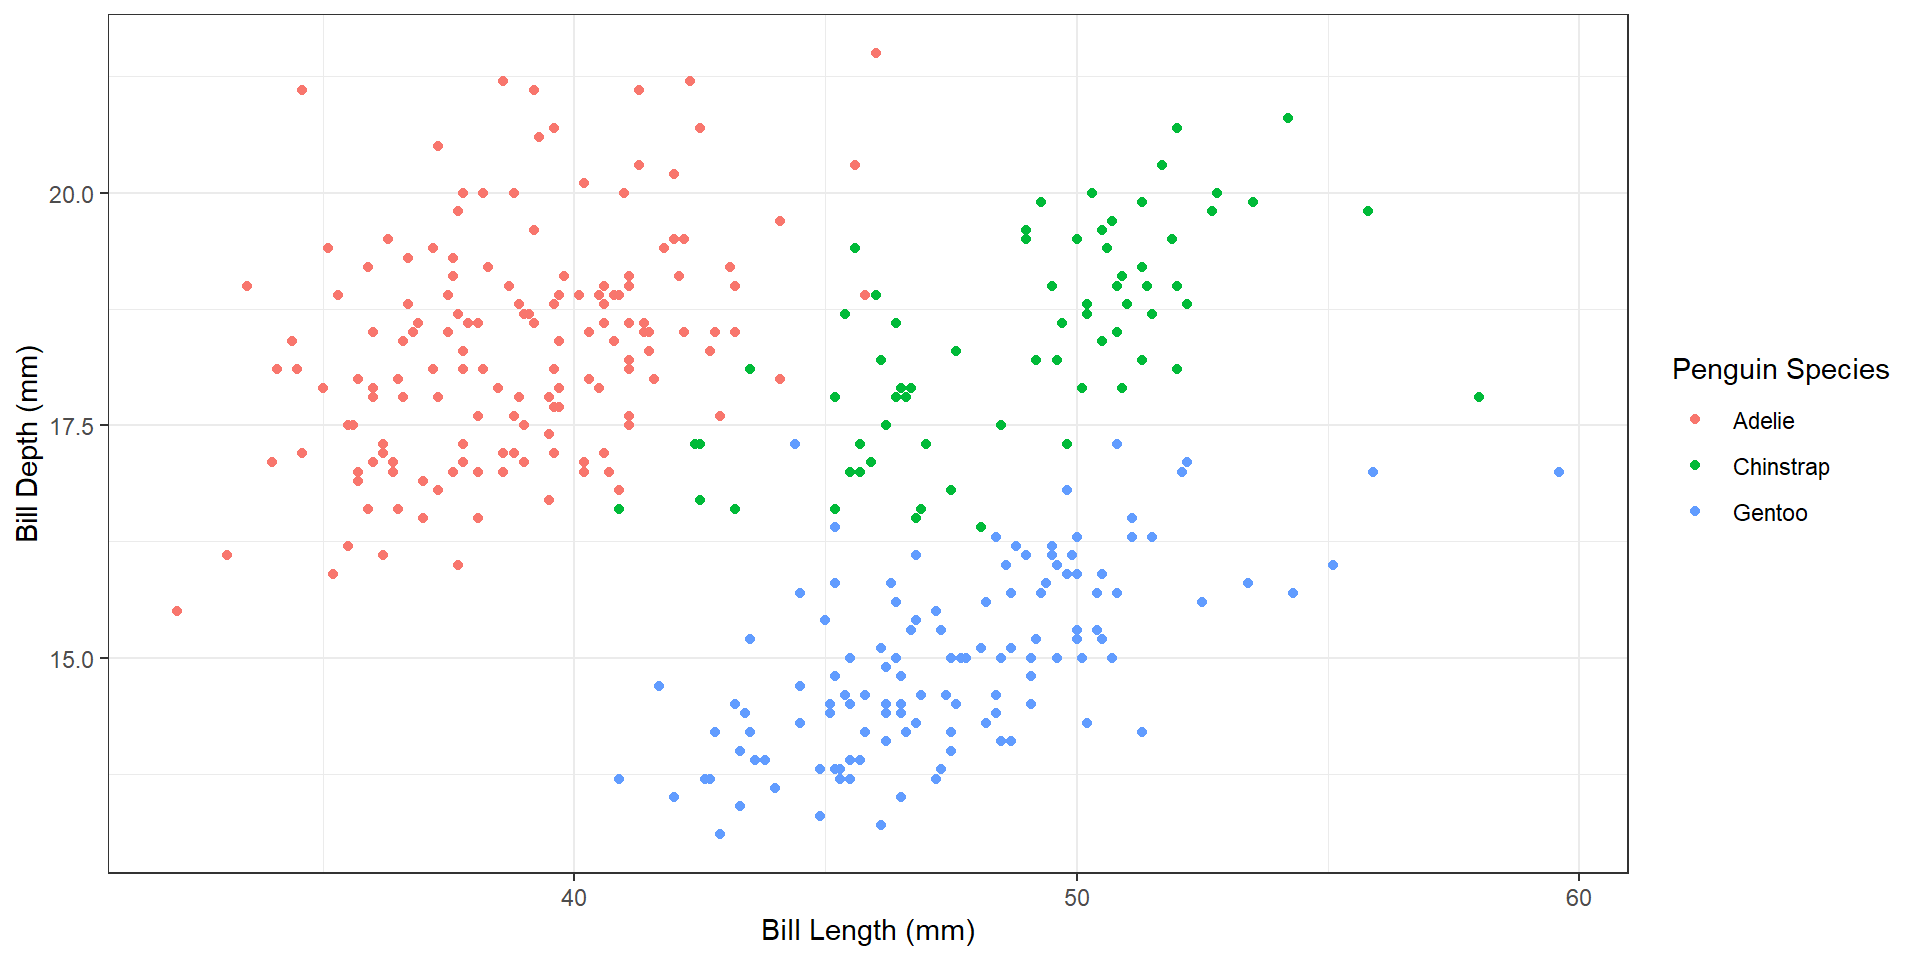 20.0
17.5
15.0
Bill Depth (mm)
40 50 60
Bill Length (mm)
Penguin Species
Adelie
Chinstrap
Gentoo